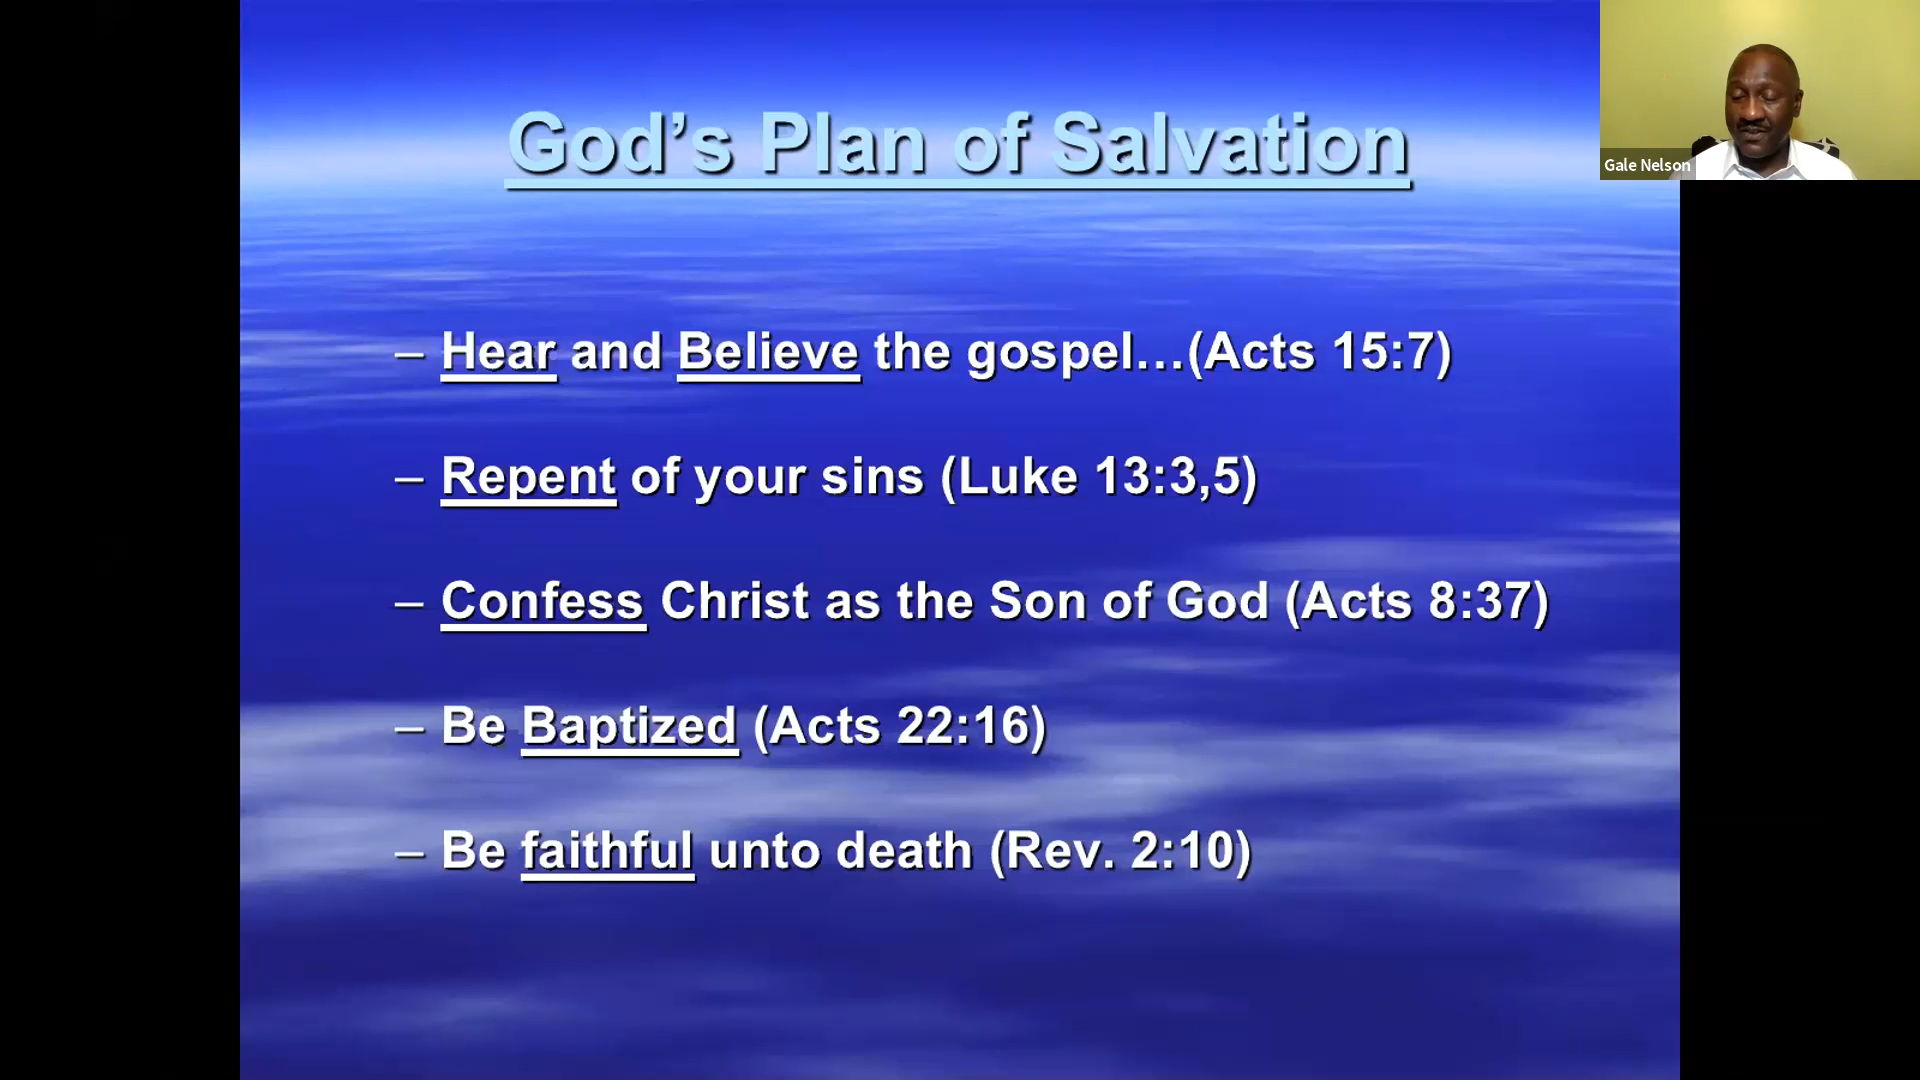 God’s Plan of Salvation
Gale Nelson
– Hear and Believe the gospel…(Acts 15:7)
– Repent of your sins (Luke 13:3,5)
– Confess Christ as the Son of God (Acts 8:37)
– Be Baptized (Acts 22:16)
– Be faithful unto death (Rev. 2:10)